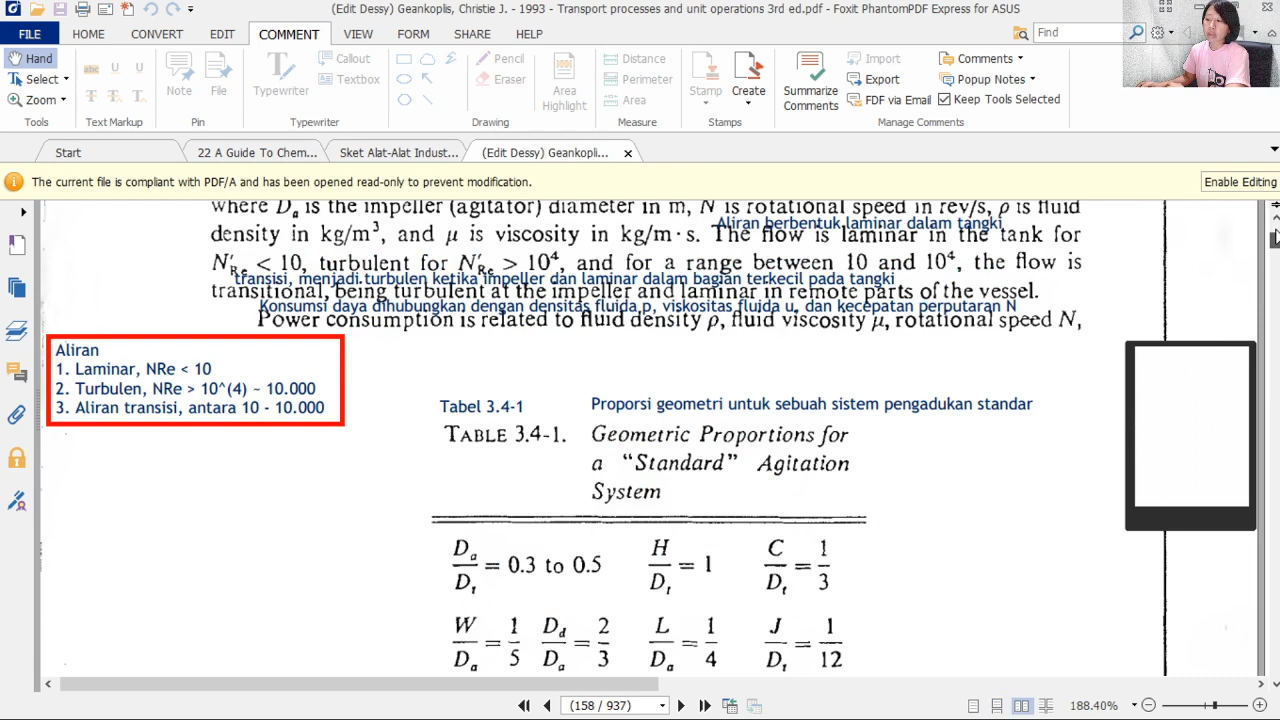 (Edit Dessy) Geankoplis, Christie J. - 1993 - Transport processes and unit operations 3rd ed.pdf - Foxit PhantomPDF Express for ASUS
FILE HOME CONVERT EDIT COMMENT VIEW FORM SHARE HELP Find
Hand
Select
Zoom
Tools
Note
File
Text Markup
Pin
Typewriter
Callout
Textbox
Typewriter
Pencil
Eraser
Area
Highlight
Drawing
Distance
Perimeter
Area
Measure
Stamp
Create
Stamps
Summarize
Comments
Import
Export
FDF via Email
Comments
Popup Notes
Keep Tools Selected
Manage Comments
Start
22 A Guide To Chem...
Sket Alat-Alat Indust...
(Edit Dessy) Geankopli...
The current file is compliant with PDF/A and has been opened read-only to prevent modification.
Enable Editing
where Da is the impeller (agitator) diameter in m, N is rotational speed in rev/s, ρ is fluid
Aliran berbentuk laminar dalam tangki
density in kg/m³, and μ is viscosity in kg/m·s. The flow is laminar in the tank for
N′Re < 10, turbulent for N′Re > 10⁴, and for a range between 10 and 10⁴, the flow is
transisi, menjadi turbulen ketika impeller dan laminar dalam bagian terkecil pada tangki
transitional, being turbulent at the impeller and laminar in remote parts of the vessel.
Konsumsi daya dihubungkan dengan densitas fluida p, viskositas fluida u, dan kecepatan perputaran N
Power consumption is related to fluid density ρ, fluid viscosity μ, rotational speed N,
Aliran
1. Laminar, NRe < 10
2. Turbulen, NRe > 10^(4) ~ 10.000
3. Aliran transisi, antara 10 - 10.000
Tabel 3.4-1 Proporsi geometri untuk sebuah sistem pengadukan standar
TABLE 3.4-1. Geometric Proportions for
a “Standard” Agitation
System
Da/Dt = 0.3 to 0.5 H/Dt = 1 C/Dt = 1/3
W/Da = 1/5 Dd/Da = 2/3 L/Da = 1/4 J/Dt = 1/12
(158 / 937)
188.40%